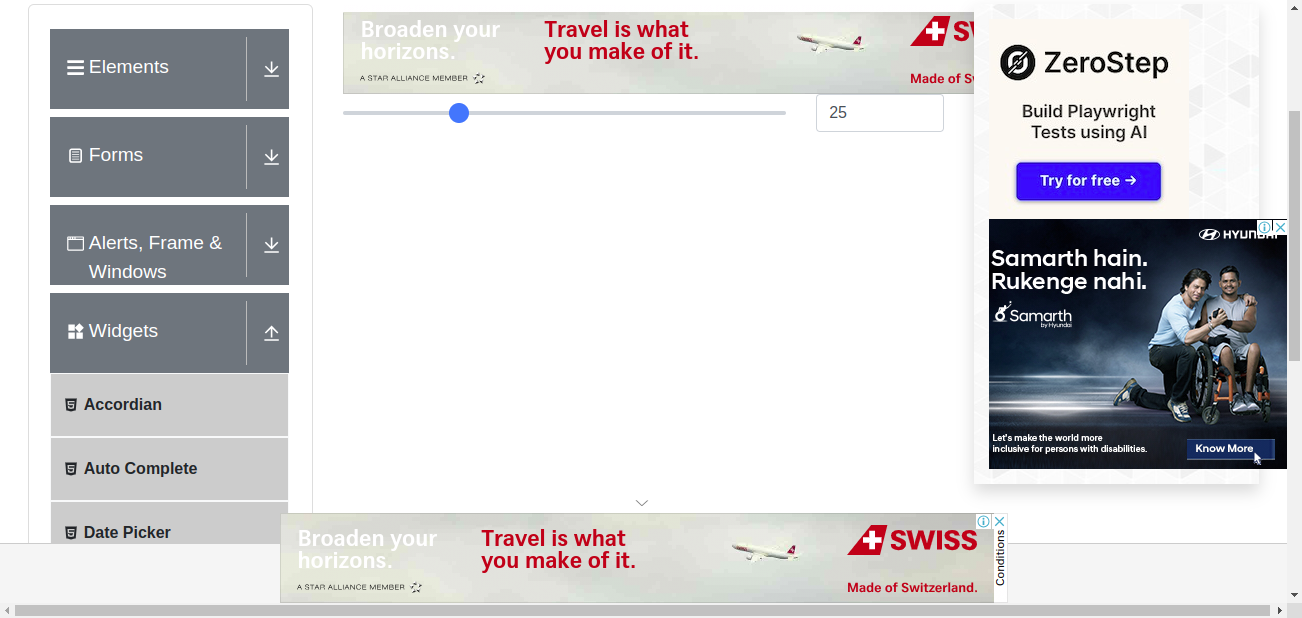 Elements
Forms
Alerts, Frame &
Windows
Widgets
Accordian
Auto Complete
Date Picker
Broaden your
horizons.
Travel is what
you make of it.
A STAR ALLIANCE MEMBER
SW
Made of Sw
25
ZeroStep
Build Playwright
Tests using AI
Try for free →
HYUNDAI
Samarth hain.
Rukenge nahi.
Samarth
by Hyundai
Let's make the world more
inclusive for persons with disabilities.
Know More
Broaden your
horizons.
Travel is what
you make of it.
A STAR ALLIANCE MEMBER
SWISS
Made of Switzerland.
Conditions